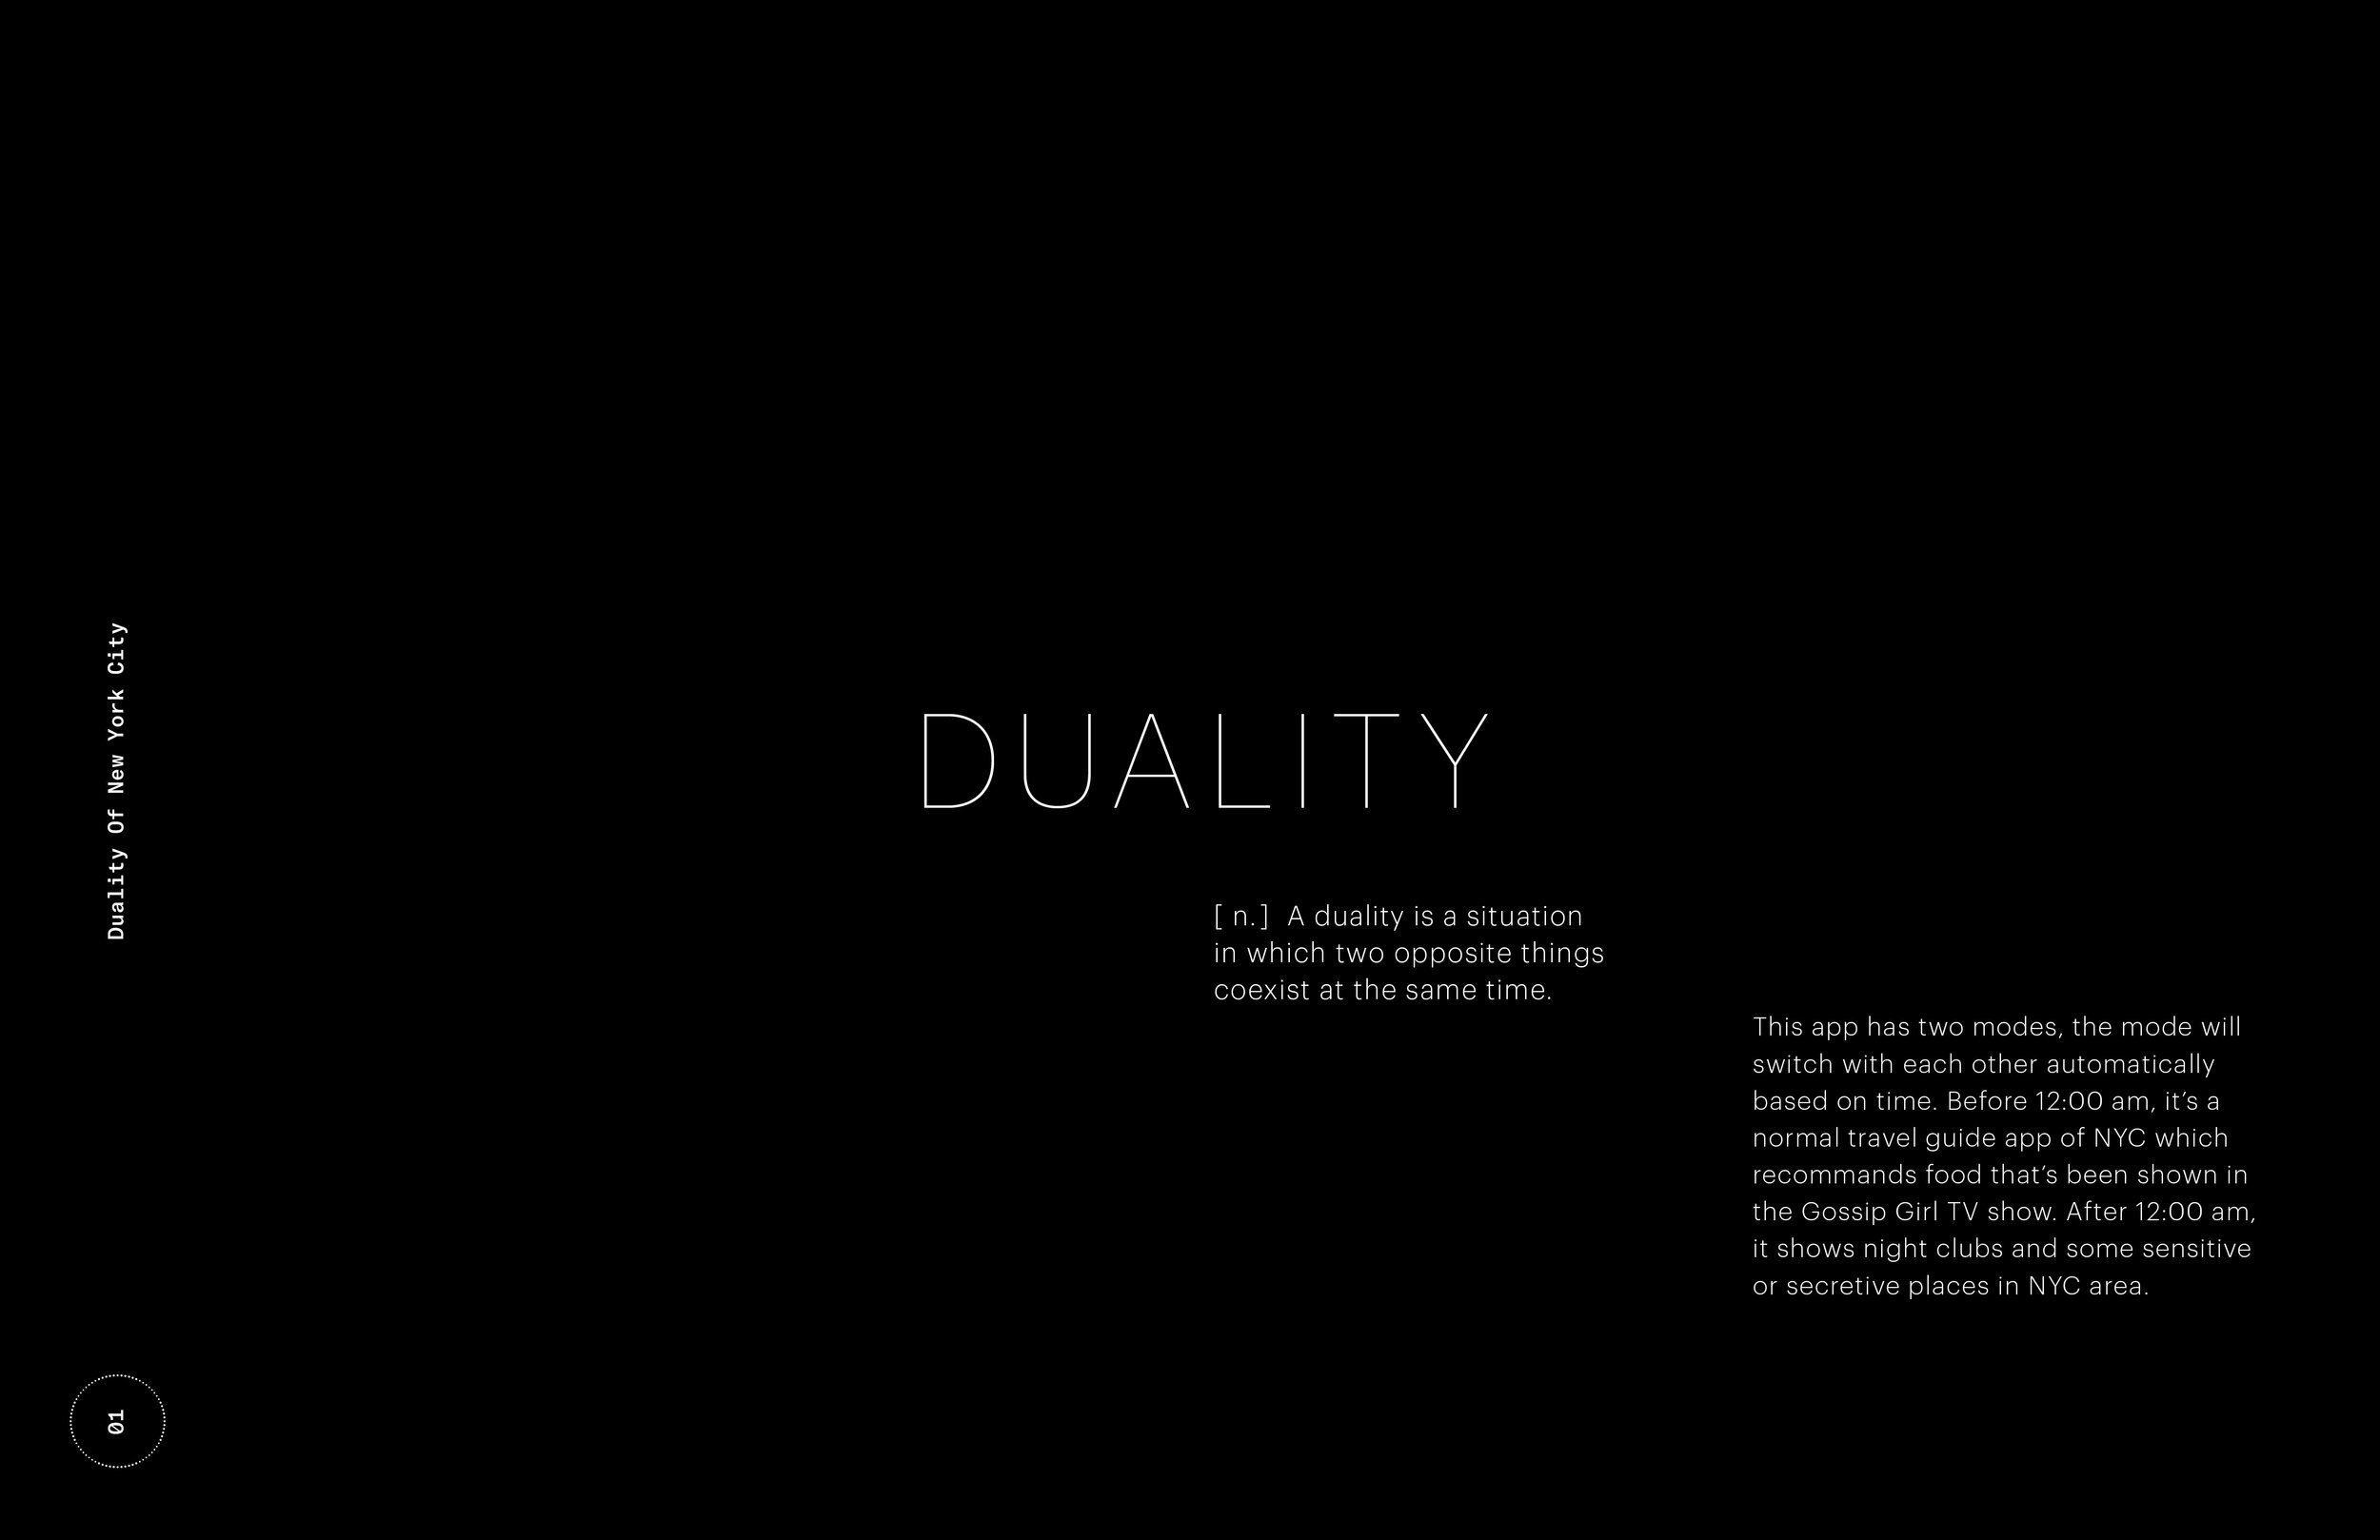 Duality Of New York City
DUALITY
[ n.] A duality is a situation
in which two opposite things
coexist at the same time.
This app has two modes, the mode will
switch with each other automatically
based on time. Before 12:00 am, it’s a
normal travel guide app of NYC which
recommands food that’s been shown in
the Gossip Girl TV show. After 12:00 am,
it shows night clubs and some sensitive
or secretive places in NYC area.
01